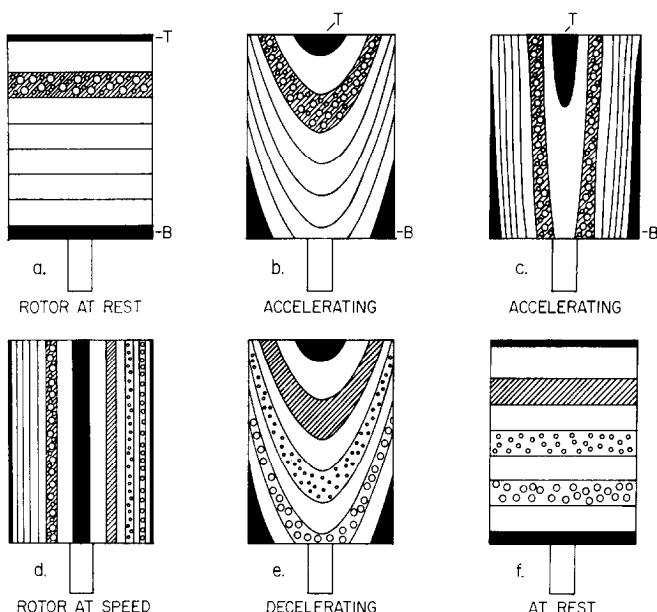 -T
-B
a.
ROTOR AT REST
T
-B
b.
ACCELERATING
T
B
c.
ACCELERATING
d.
ROTOR AT SPEED
e.
DECELERATING
f.
AT REST